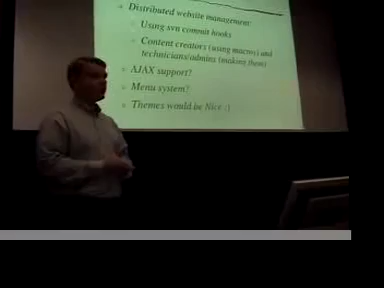 Distributed website management
Using svn commit hooks
Content creators (using macros) and
technicians/admins (making them)
AJAX support?
Menu system?
Themes would be Nice :)